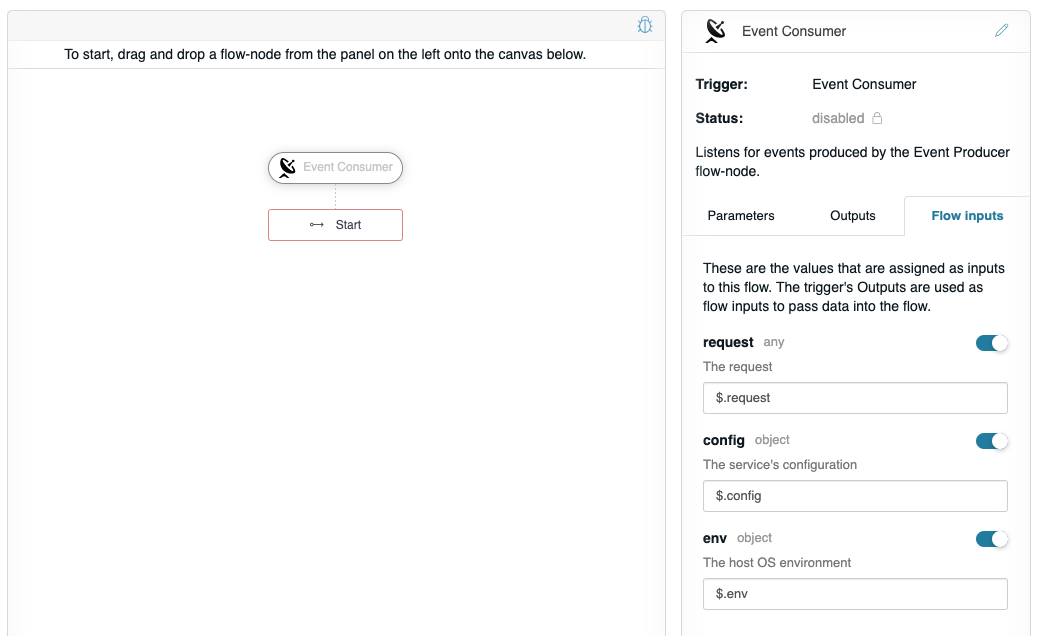 To start, drag and drop a flow-node from the panel on the left onto the canvas below.
Event Consumer
Start
Event Consumer
Trigger: Event Consumer
Status: disabled
Listens for events produced by the Event Producer
flow-node.
Parameters Outputs Flow inputs
These are the values that are assigned as inputs
to this flow. The trigger's Outputs are used as
flow inputs to pass data into the flow.
request any
The request
$.request
config object
The service's configuration
$.config
env object
The host OS environment
$.env